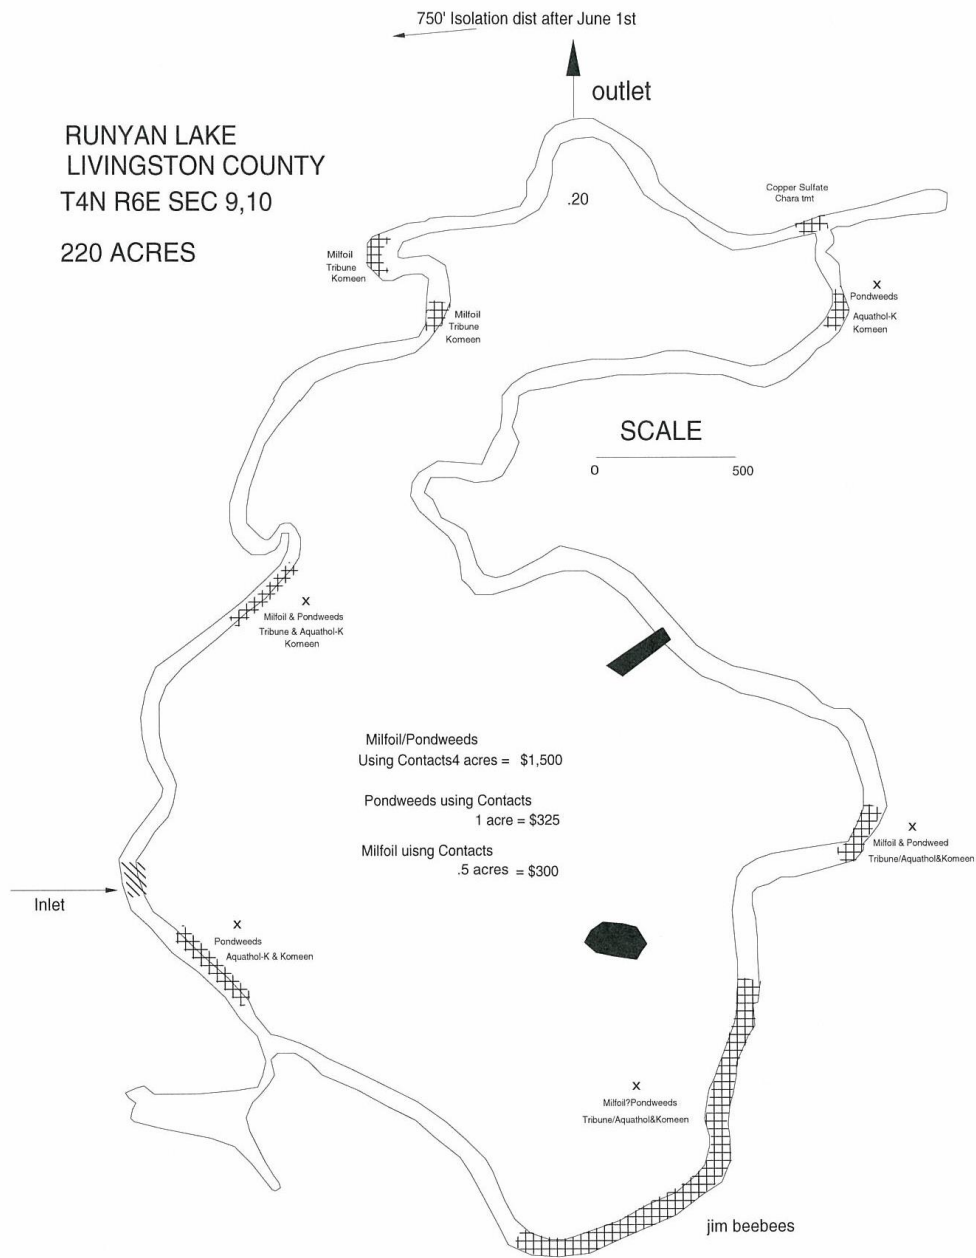 750' Isolation dist after June 1st
outlet
RUNYAN LAKE
LIVINGSTON COUNTY
T4N R6E SEC 9,10
220 ACRES
.20
Copper Sulfate
Chara tmt
Milfoil
Tribune
Komeen
x
Pondweeds
Aquathol-K
Komeen
Milfoil
Tribune
Komeen
SCALE
0 500
x
Milfoil & Pondweeds
Tribune & Aquathol-K
Komeen
Milfoil/Pondweeds
Using Contacts4 acres = $1,500
Pondweeds using Contacts
1 acre = $325
Milfoil uisng Contacts
.5 acres = $300
x
Milfoil & Pondweed
Tribune/Aquathol&Komeen
Inlet
x
Pondweeds
Aquathol-K & Komeen
x
Milfoil?Pondweeds
Tribune/Aquathol&Komeen
jim beebees